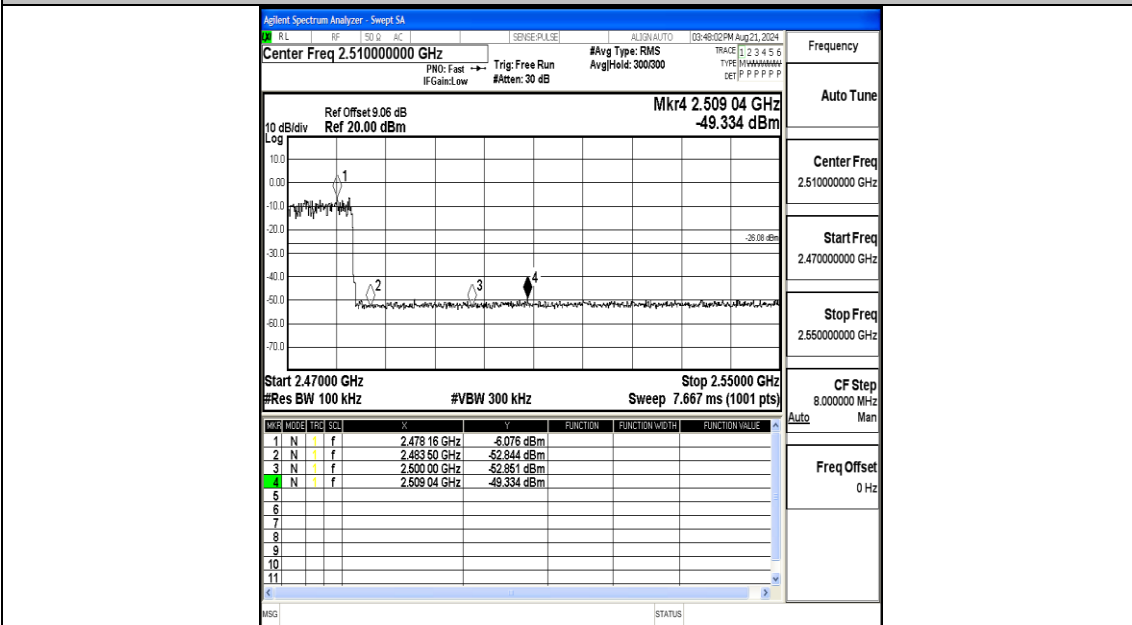 Agilent Spectrum Analyzer - Swept SA
RL RF 50 Ω AC SENSE:PULSE ALIGN AUTO 03:48:02 PM Aug 21, 2024
Center Freq 2.510000000 GHz
PNO: Fast
IFGain:Low
Trig: Free Run
#Atten: 30 dB
#Avg Type: RMS
Avg|Hold: 300/300
TRACE 1 2 3 4 5 6
TYPE M
DET P P P P P P
Ref Offset 9.06 dB
10 dB/div Ref 20.00 dBm
Log
Mkr4 2.509 04 GHz
-49.334 dBm
10.0
0.00
-10.0
-20.0
-30.0
-40.0
-50.0
-60.0
-70.0
1
2
3
4
-26.08 dBm
Start 2.47000 GHz Stop 2.55000 GHz
#Res BW 100 kHz #VBW 300 kHz Sweep 7.667 ms (1001 pts)
MKR MODE TRC SCL X Y FUNCTION FUNCTION WIDTH FUNCTION VALUE
1 N 1 f 2.478 16 GHz -6.076 dBm
2 N 1 f 2.483 50 GHz -52.844 dBm
3 N 1 f 2.500 00 GHz -52.851 dBm
4 N 1 f 2.509 04 GHz -49.334 dBm
5
6
7
8
9
10
11
MSG STATUS
Frequency
Auto Tune
Center Freq
2.510000000 GHz
Start Freq
2.470000000 GHz
Stop Freq
2.550000000 GHz
CF Step
8.000000 MHz
Auto Man
Freq Offset
0 Hz